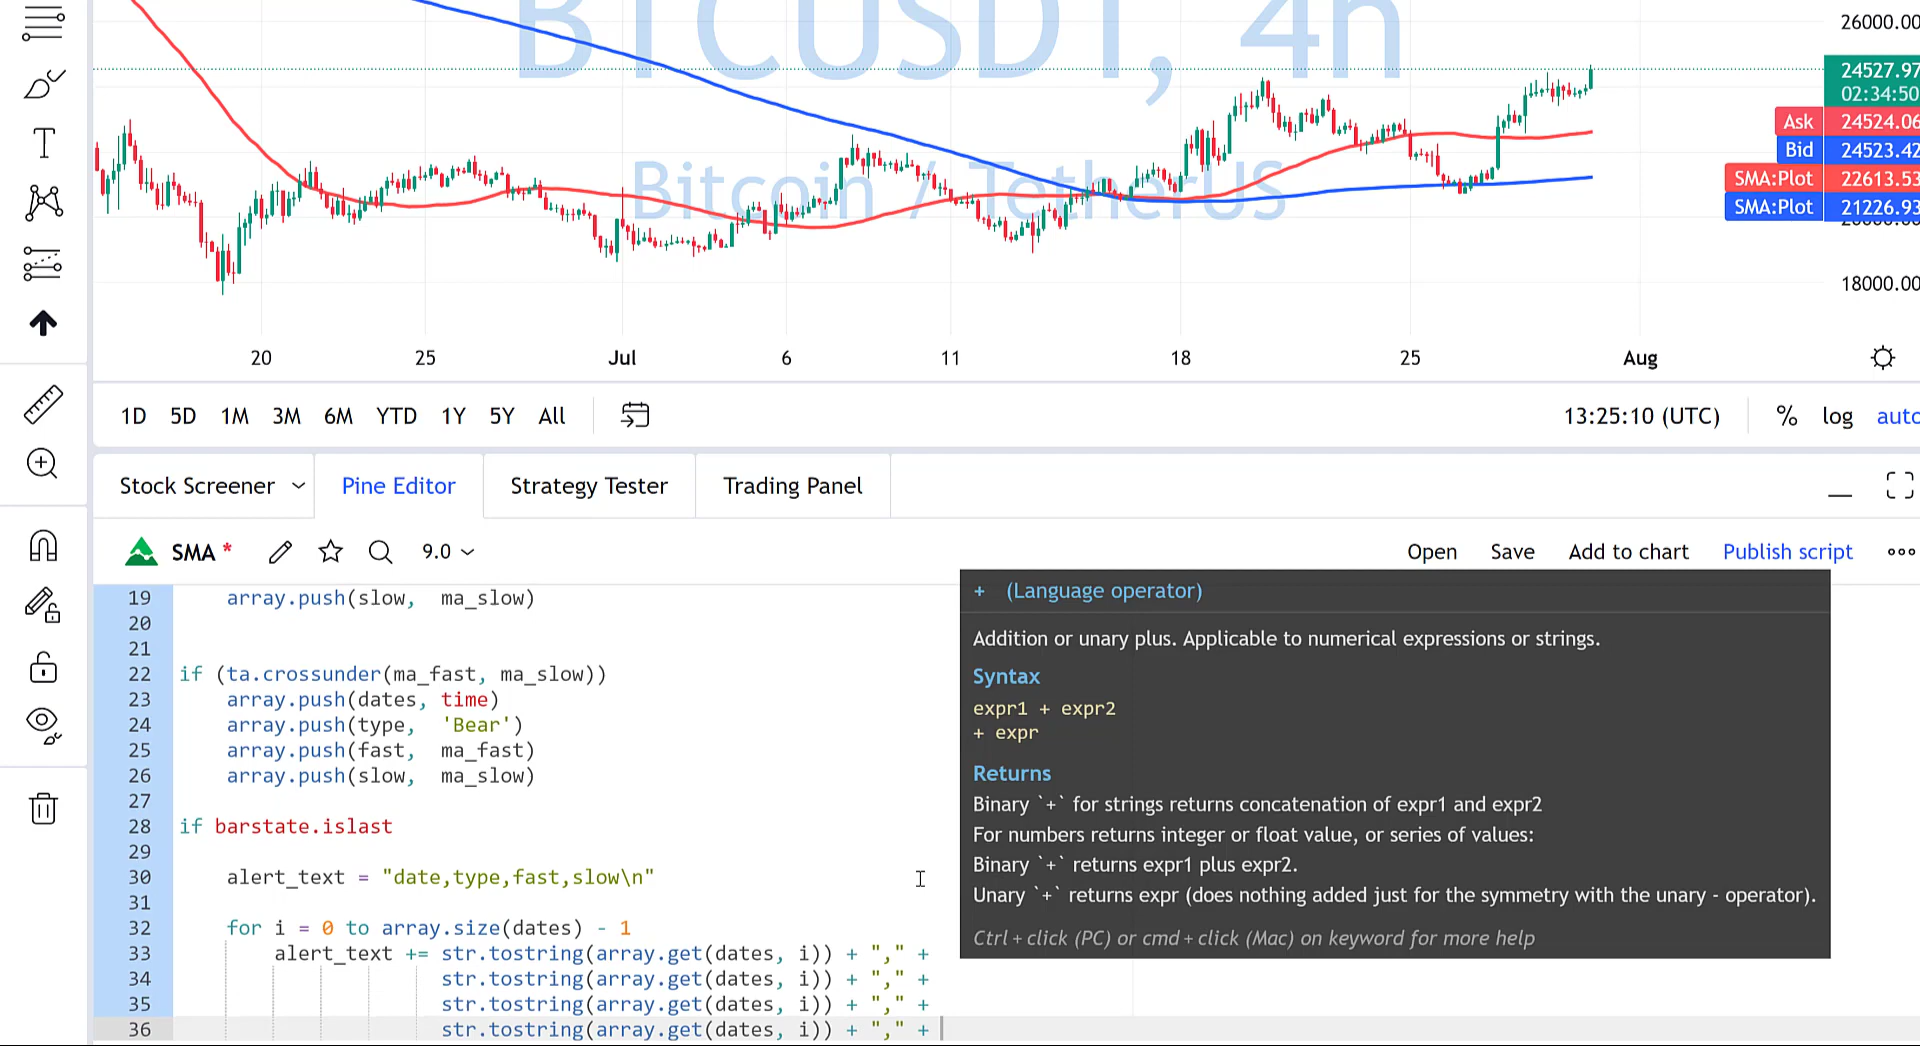 BTCUSDT, 4h
Bitcoin / TetherUS
26000.00
24527.97
02:34:50
Ask 24524.06
Bid 24523.42
SMA:Plot 22613.53
SMA:Plot 21226.93
18000.00
20 25 Jul 6 11 18 25 Aug
1D 5D 1M 3M 6M YTD 1Y 5Y All 13:25:10 (UTC) % log auto
Stock Screener Pine Editor Strategy Tester Trading Panel
SMA * 9.0 Open Save Add to chart Publish script
19 array.push(slow, ma_slow)
20
21
22 if (ta.crossunder(ma_fast, ma_slow))
23 array.push(dates, time)
24 array.push(type, 'Bear')
25 array.push(fast, ma_fast)
26 array.push(slow, ma_slow)
27
28 if barstate.islast
29
30 alert_text = "date,type,fast,slow\n"
31
32 for i = 0 to array.size(dates) - 1
33 alert_text += str.tostring(array.get(dates, i)) + "," +
34 str.tostring(array.get(dates, i)) + "," +
35 str.tostring(array.get(dates, i)) + "," +
36 str.tostring(array.get(dates, i)) + "," +
+ (Language operator)
Addition or unary plus. Applicable to numerical expressions or strings.
Syntax
expr1 + expr2
+ expr
Returns
Binary `+` for strings returns concatenation of expr1 and expr2
For numbers returns integer or float value, or series of values:
Binary `+` returns expr1 plus expr2.
Unary `+` returns expr (does nothing added just for the symmetry with the unary - operator).
Ctrl + click (PC) or cmd + click (Mac) on keyword for more help